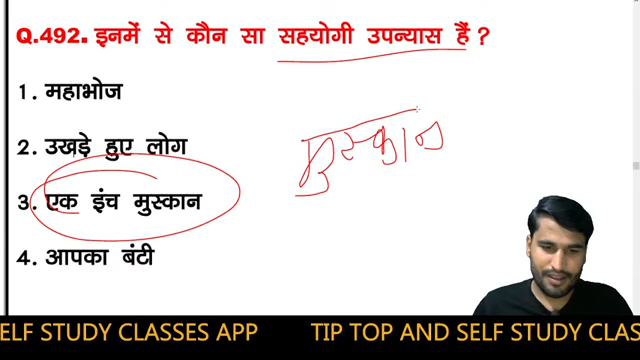 Q.492. इनमें से कौन सा सहयोगी उपन्यास हैं ?
1. महाभोज
2. उखड़े हुए लोग
मुस्कान
3. एक इंच मुस्कान
4. आपका बंटी
SELF STUDY CLASSES APP TIP TOP AND SELF STUDY CLAS